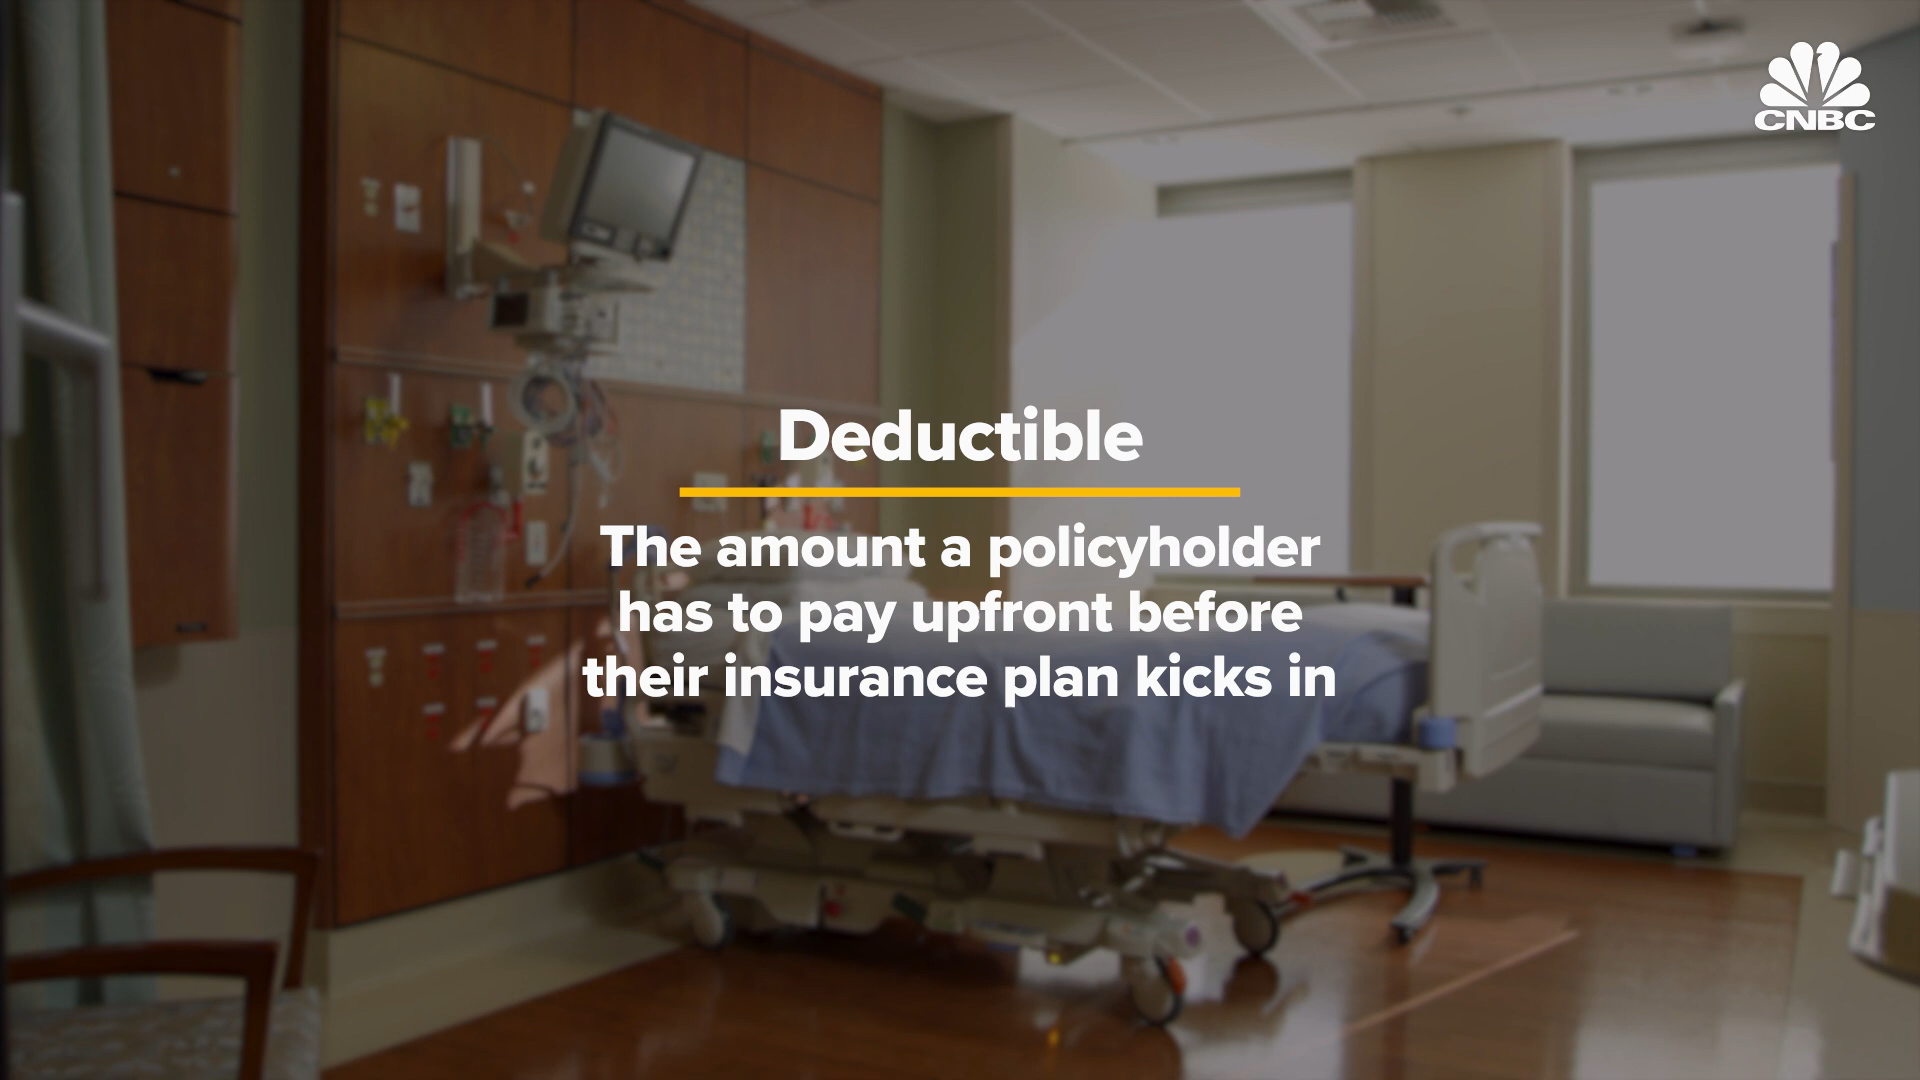 CNBC
Deductible
The amount a policyholder
has to pay upfront before
their insurance plan kicks in